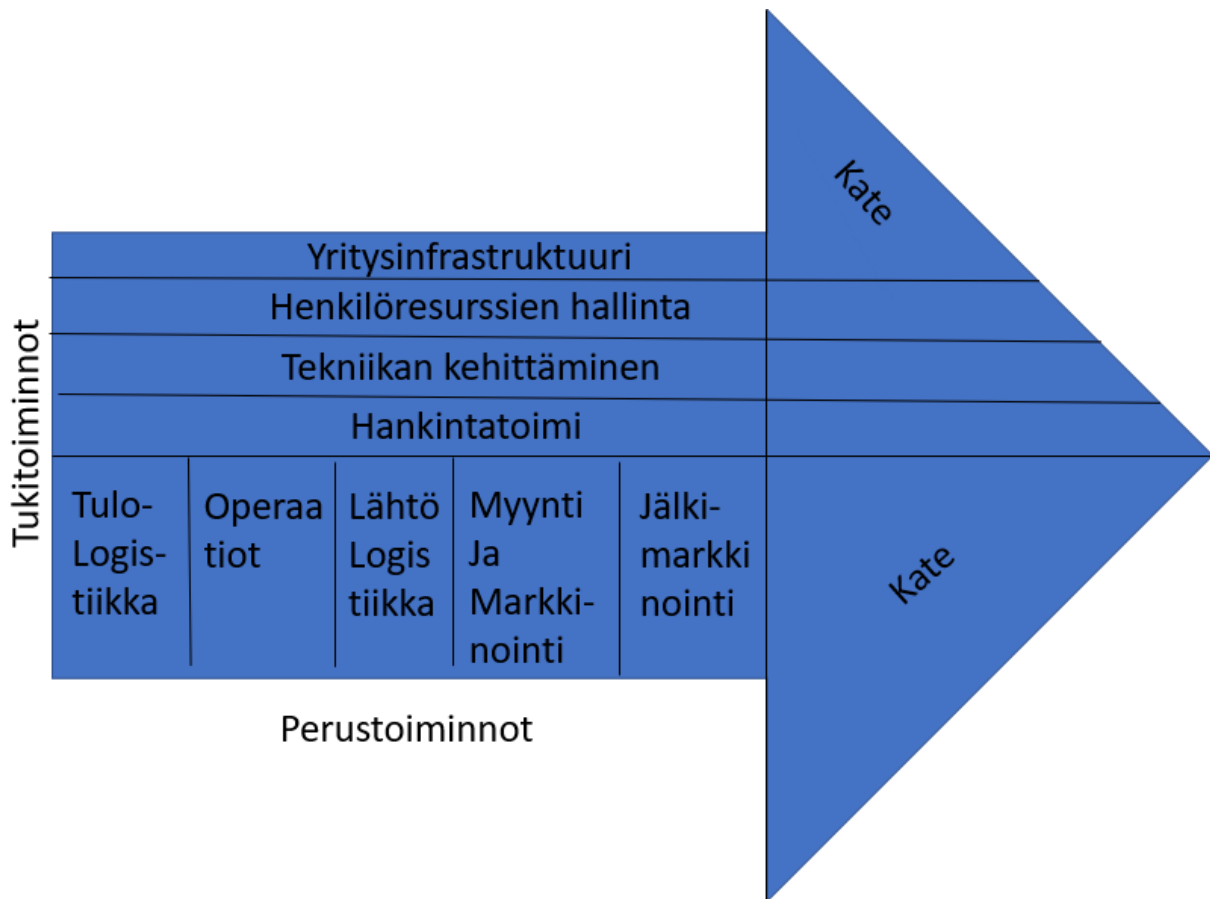 Kate
Yritysinfrastruktuuri
Henkilöresurssien hallinta
Tekniikan kehittäminen
Hankintatoimi
Tukitoiminnot
Tulo-
Logis-
tiikka
Operaa
tiot
Lähtö
Logis
tiikka
Myynti
Ja
Markki-
nointi
Jälki-
markki
nointi
Kate
Perustoiminnot